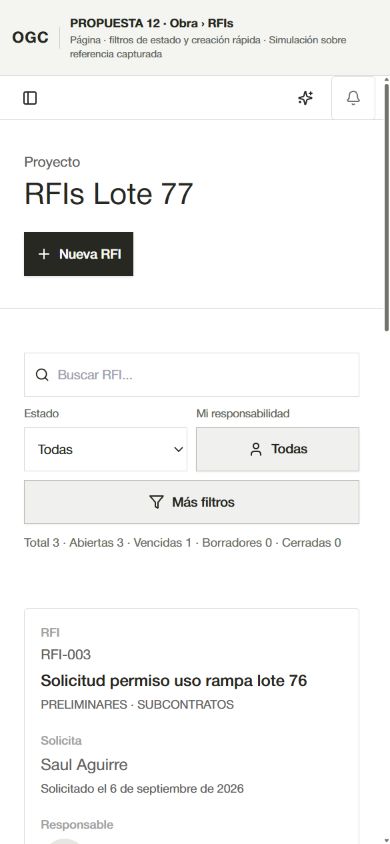 OGC
PROPUESTA 12 · Obra › RFIs
Página · filtros de estado y creación rápida · Simulación sobre
referencia capturada
Proyecto
RFIs Lote 77
Nueva RFI
Buscar RFI...
Estado
Mi responsabilidad
Todas
Todas
Más filtros
Total 3 · Abiertas 3 · Vencidas 1 · Borradores 0 · Cerradas 0
RFI
RFI-003
Solicitud permiso uso rampa lote 76
PRELIMINARES · SUBCONTRATOS
Solicita
Saul Aguirre
Solicitado el 6 de septiembre de 2026
Responsable